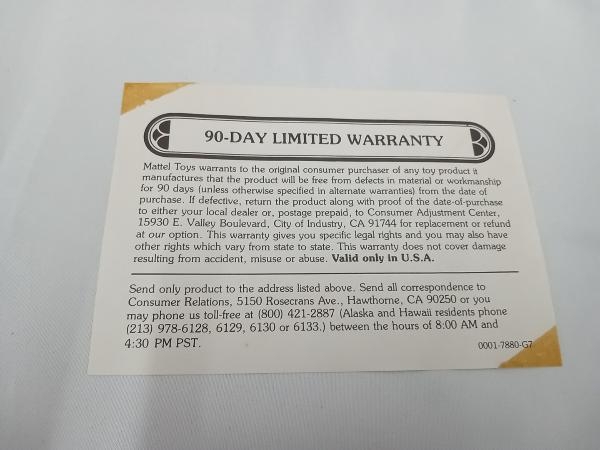 90-DAY LIMITED WARRANTY
Mattel Toys warrants to the original consumer purchaser of any toy product it
manufactures that the product will be free from defects in material or workmanship
for 90 days (unless otherwise specified in alternate warranties) from the date of
purchase. If defective, return the product along with proof of the date-of-purchase
to either your local dealer or, postage prepaid, to Consumer Adjustment Center,
15930 E. Valley Boulevard, City of Industry, CA 91744 for replacement or refund
at our option. This warranty gives you specific legal rights and you may also have
other rights which vary from state to state. This warranty does not cover damage
resulting from accident, misuse or abuse. Valid only in U.S.A.
Send only product to the address listed above. Send all correspondence to
Consumer Relations, 5150 Rosecrans Ave., Hawthorne, CA 90250 or you
may phone us toll-free at (800) 421-2887 (Alaska and Hawaii residents phone
(213) 978-6128, 6129, 6130 or 6133.) between the hours of 8:00 AM and
4:30 PM PST.
0001-7880-G7